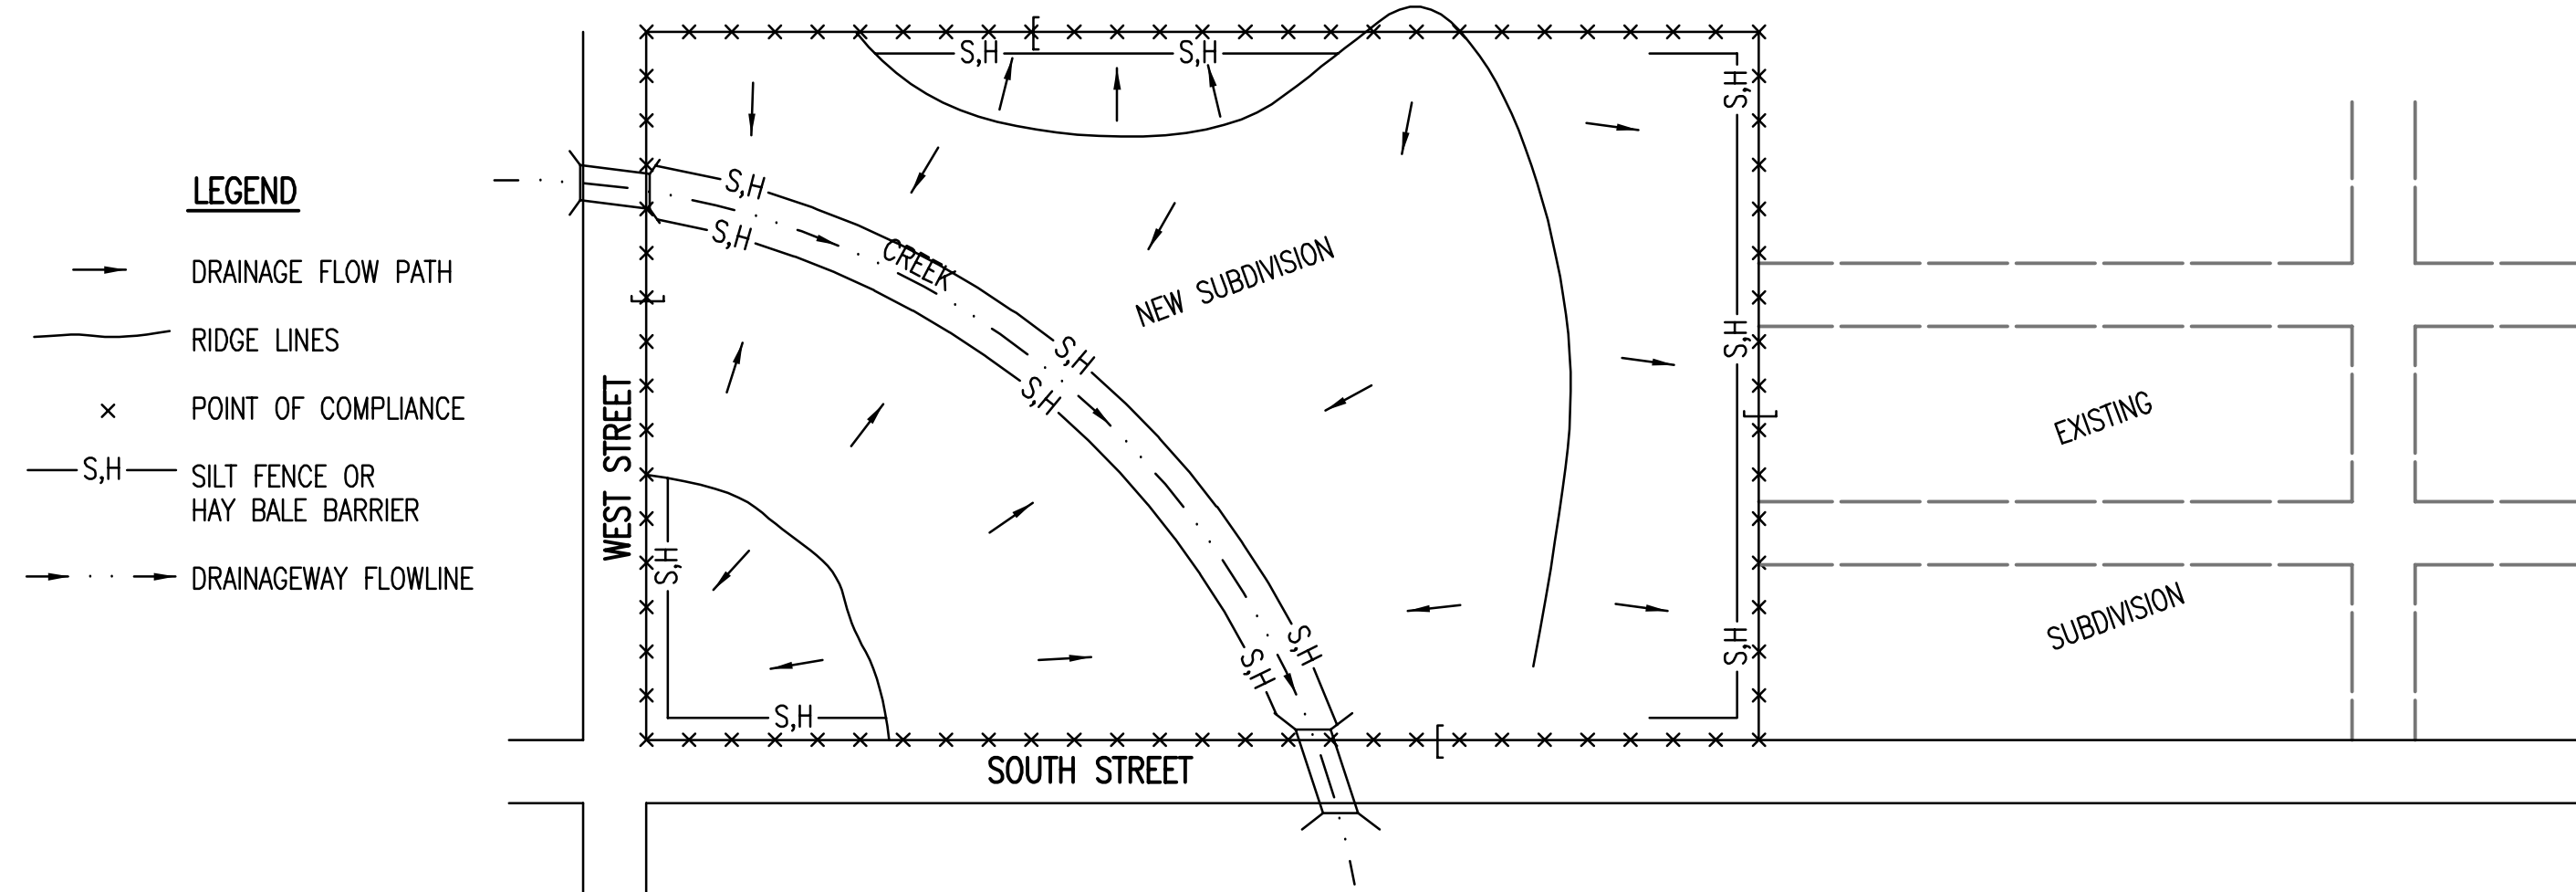 LEGEND
DRAINAGE FLOW PATH
RIDGE LINES
POINT OF COMPLIANCE
S,H
SILT FENCE OR
HAY BALE BARRIER
DRAINAGEWAY FLOWLINE
S,H
S,H
S,H
S,H
S,H
CREEK
NEW SUBDIVISION
S,H
S,H
S,H
WEST STREET
S,H
S,H
S,H
S,H
S,H
SOUTH STREET
EXISTING
SUBDIVISION